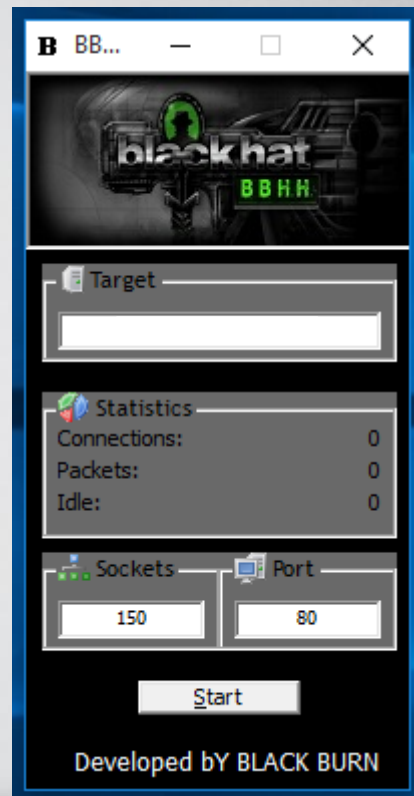 B BB...
blackhat
BBHH
Target
Statistics
Connections: 0
Packets: 0
Idle: 0
Sockets Port
150 80
Start
Developed bY BLACK BURN